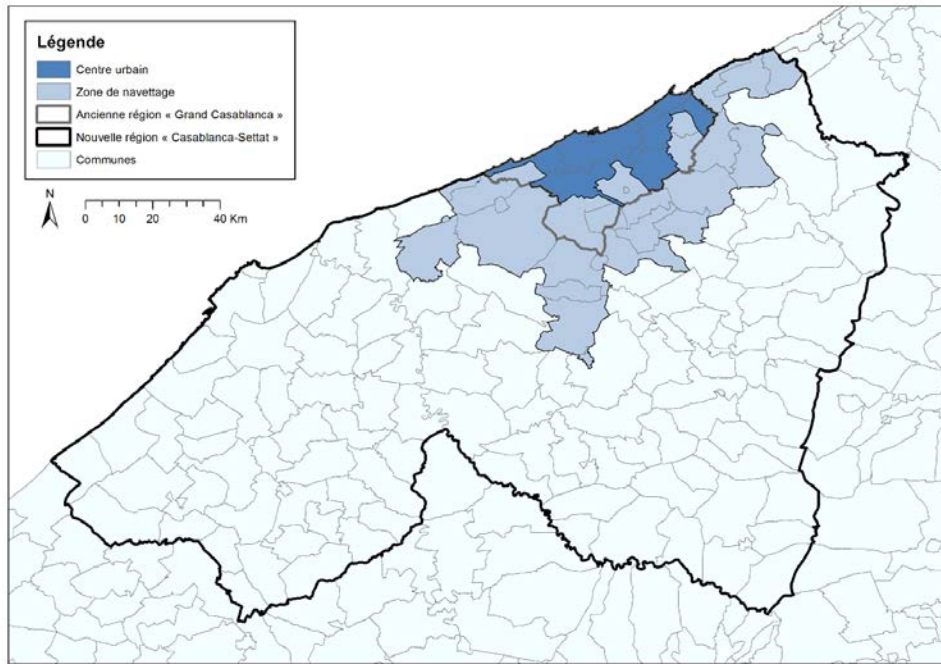 Légende
Centre urbain
Zone de navettage
Ancienne région « Grand Casablanca »
Nouvelle région « Casablanca-Settat »
Communes
N
0 10 20 40 Km